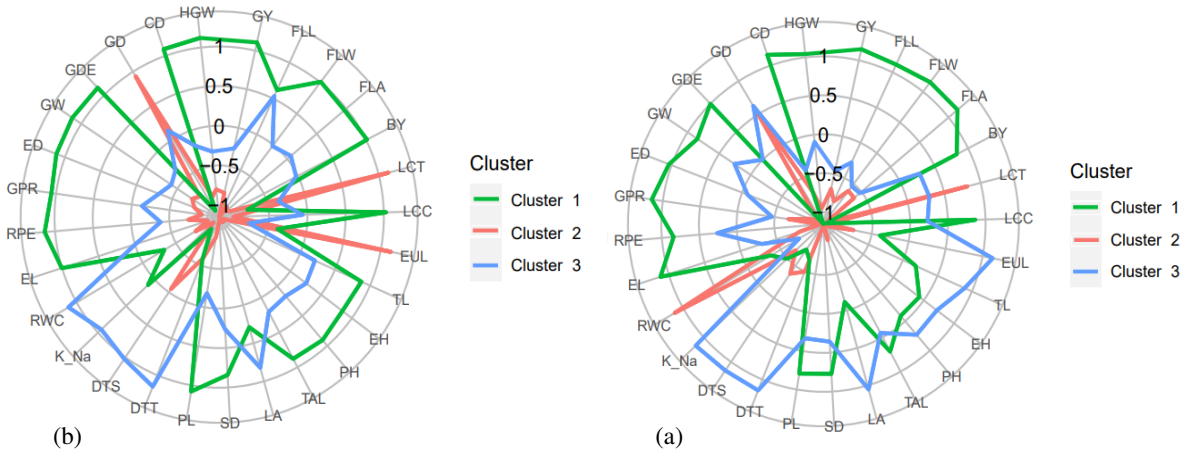 HGW
GY
FLL
FLW
FLA
BY
LCT
LCC
EUL
TL
EH
PH
TAL
LA
SD
PL
DTT
DTS
K_Na
RWC
EL
RPE
GPR
ED
GW
GDE
GD
CD
1
0.5
0
−0.5
−1
Cluster
Cluster 1
Cluster 2
Cluster 3
(b)
HGW
GY
FLL
FLW
FLA
BY
LCT
LCC
EUL
TL
EH
PH
TAL
LA
SD
PL
DTT
DTS
K_Na
RWC
EL
RPE
GPR
ED
GW
GDE
GD
CD
1
0.5
0
−0.5
−1
Cluster
Cluster 1
Cluster 2
Cluster 3
(a)